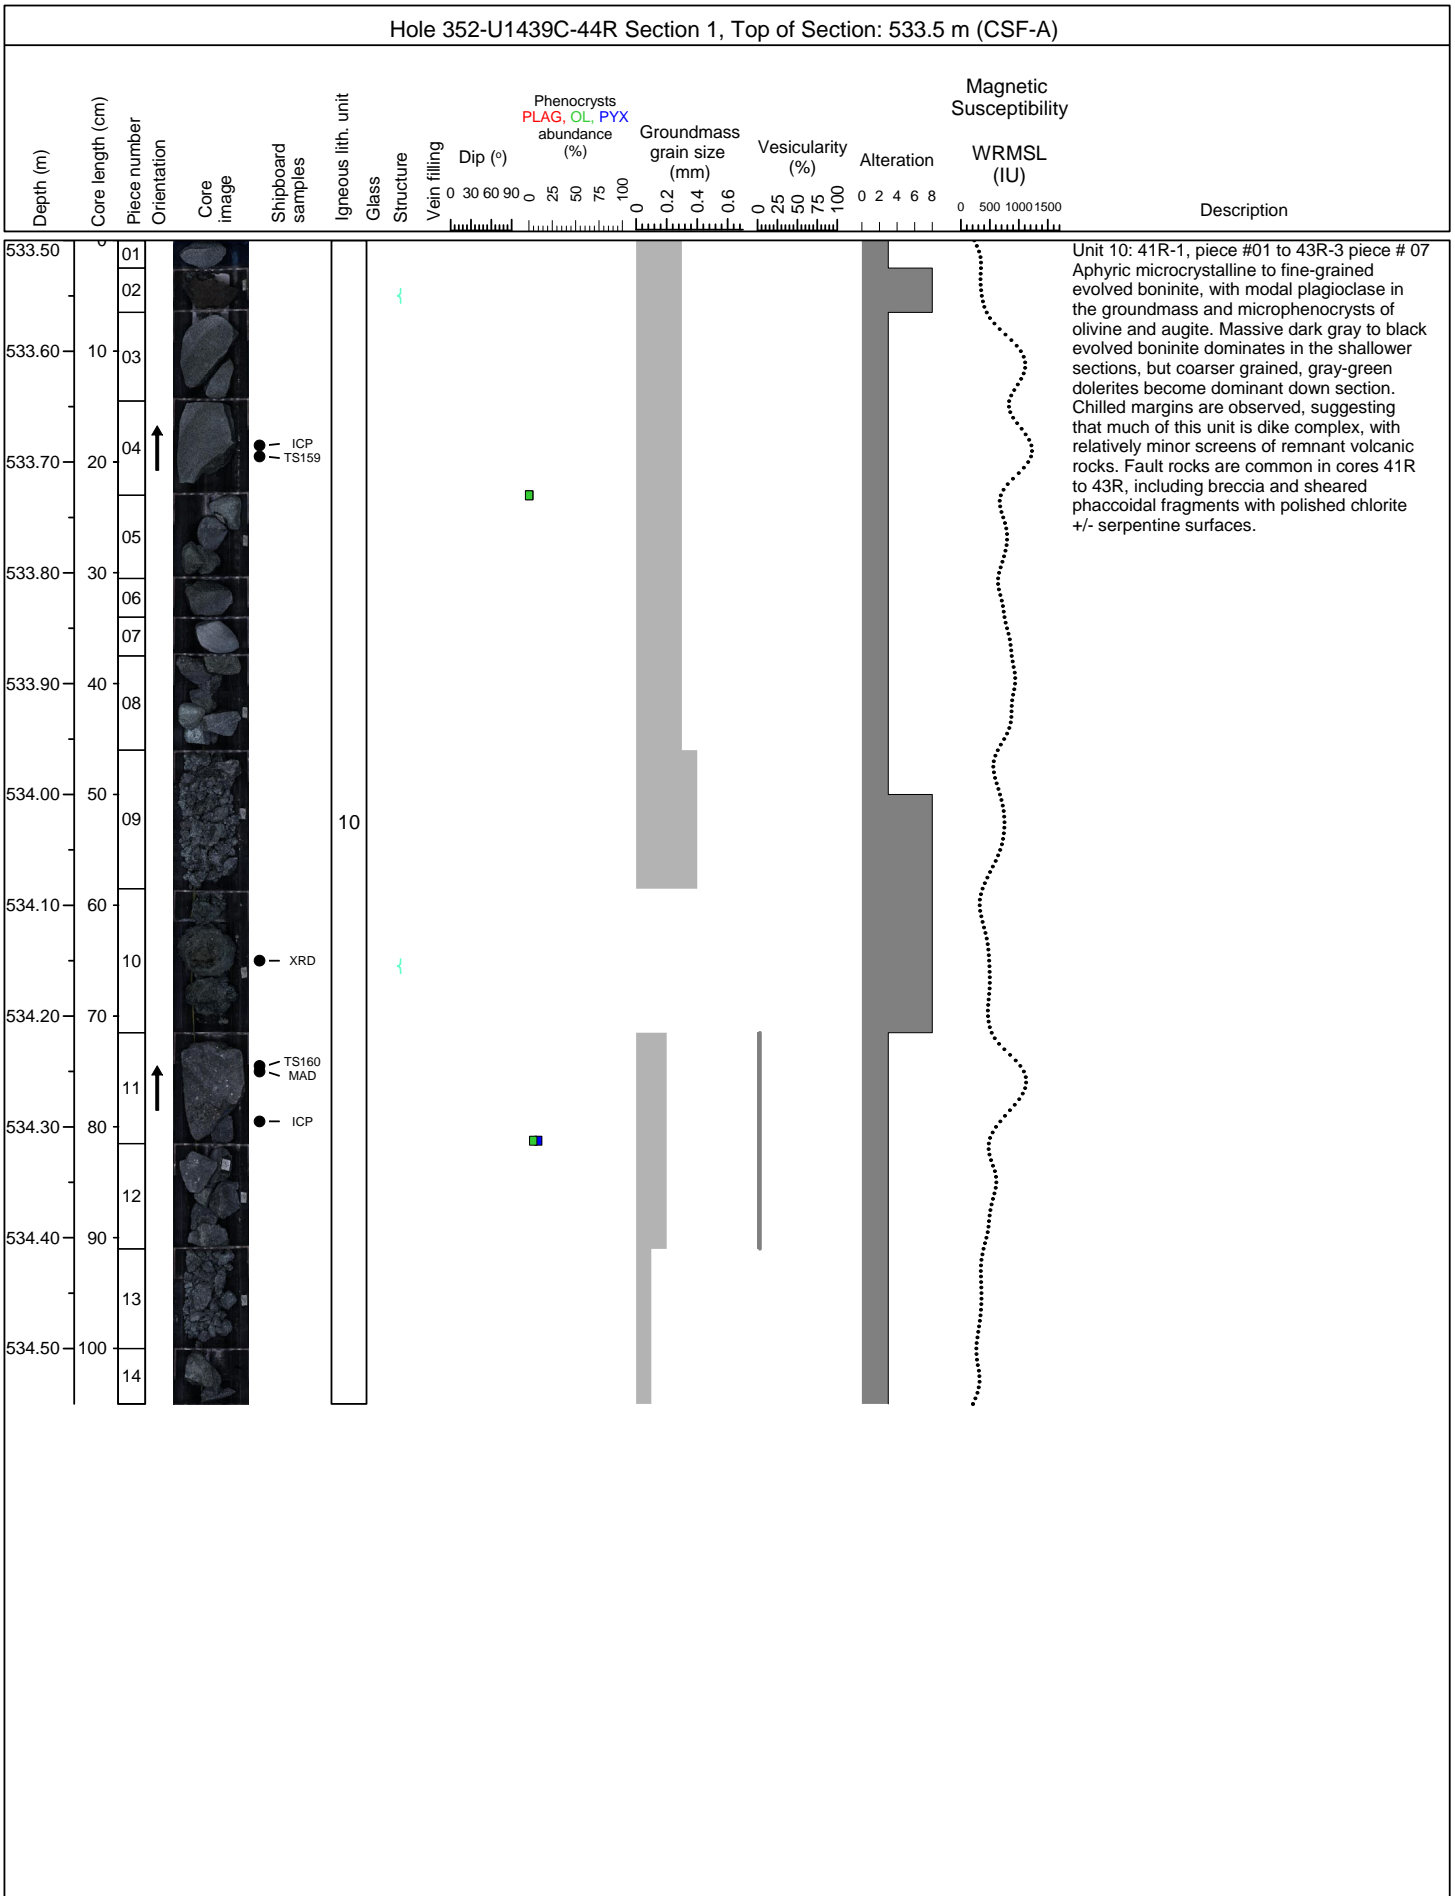 Hole 352-U1439C-44R Section 1, Top of Section: 533.5 m (CSF-A)
Depth (m)
Core length (cm)
Piece number
Orientation
Core
image
Shipboard
samples
Igneous lith. unit
Glass
Structure
Vein filling
Dip (o)
0 30 60 90
Phenocrysts
PLAG, OL, PYX
abundance
(%)
0 25 50 75 100
Groundmass
grain size
(mm)
0 0.2 0.4 0.6
Vesicularity
(%)
0 25 50 75 100
Alteration
0 2 4 6 8
Magnetic
Susceptibility
WRMSL
(IU)
0 500 1000 1500
Description
533.50
533.60
533.70
533.80
533.90
534.00
534.10
534.20
534.30
534.40
534.50
0
10
20
30
40
50
60
70
80
90
100
01
02
03
04
05
06
07
08
09
10
11
12
13
14
ICP
TS159
XRD
TS160
MAD
ICP
10
Unit 10: 41R-1, piece #01 to 43R-3 piece # 07
Aphyric microcrystalline to fine-grained
evolved boninite, with modal plagioclase in
the groundmass and microphenocrysts of
olivine and augite. Massive dark gray to black
evolved boninite dominates in the shallower
sections, but coarser grained, gray-green
dolerites become dominant down section.
Chilled margins are observed, suggesting
that much of this unit is dike complex, with
relatively minor screens of remnant volcanic
rocks. Fault rocks are common in cores 41R
to 43R, including breccia and sheared
phaccoidal fragments with polished chlorite
+/- serpentine surfaces.